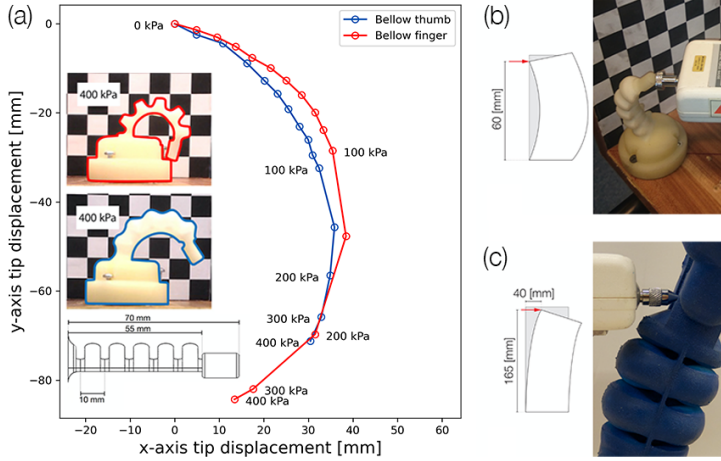 (a)
0
−20
−40
−60
−80
y-axis tip displacement [mm]
−20
−10
0
10
20
30
40
50
60
x-axis tip displacement [mm]
Bellow thumb
Bellow finger
0 kPa
100 kPa
100 kPa
200 kPa
300 kPa
200 kPa
400 kPa
300 kPa
400 kPa
400 kPa
400 kPa
70 mm
55 mm
10 mm
(b)
60 [mm]
(c)
40 [mm]
165 [mm]